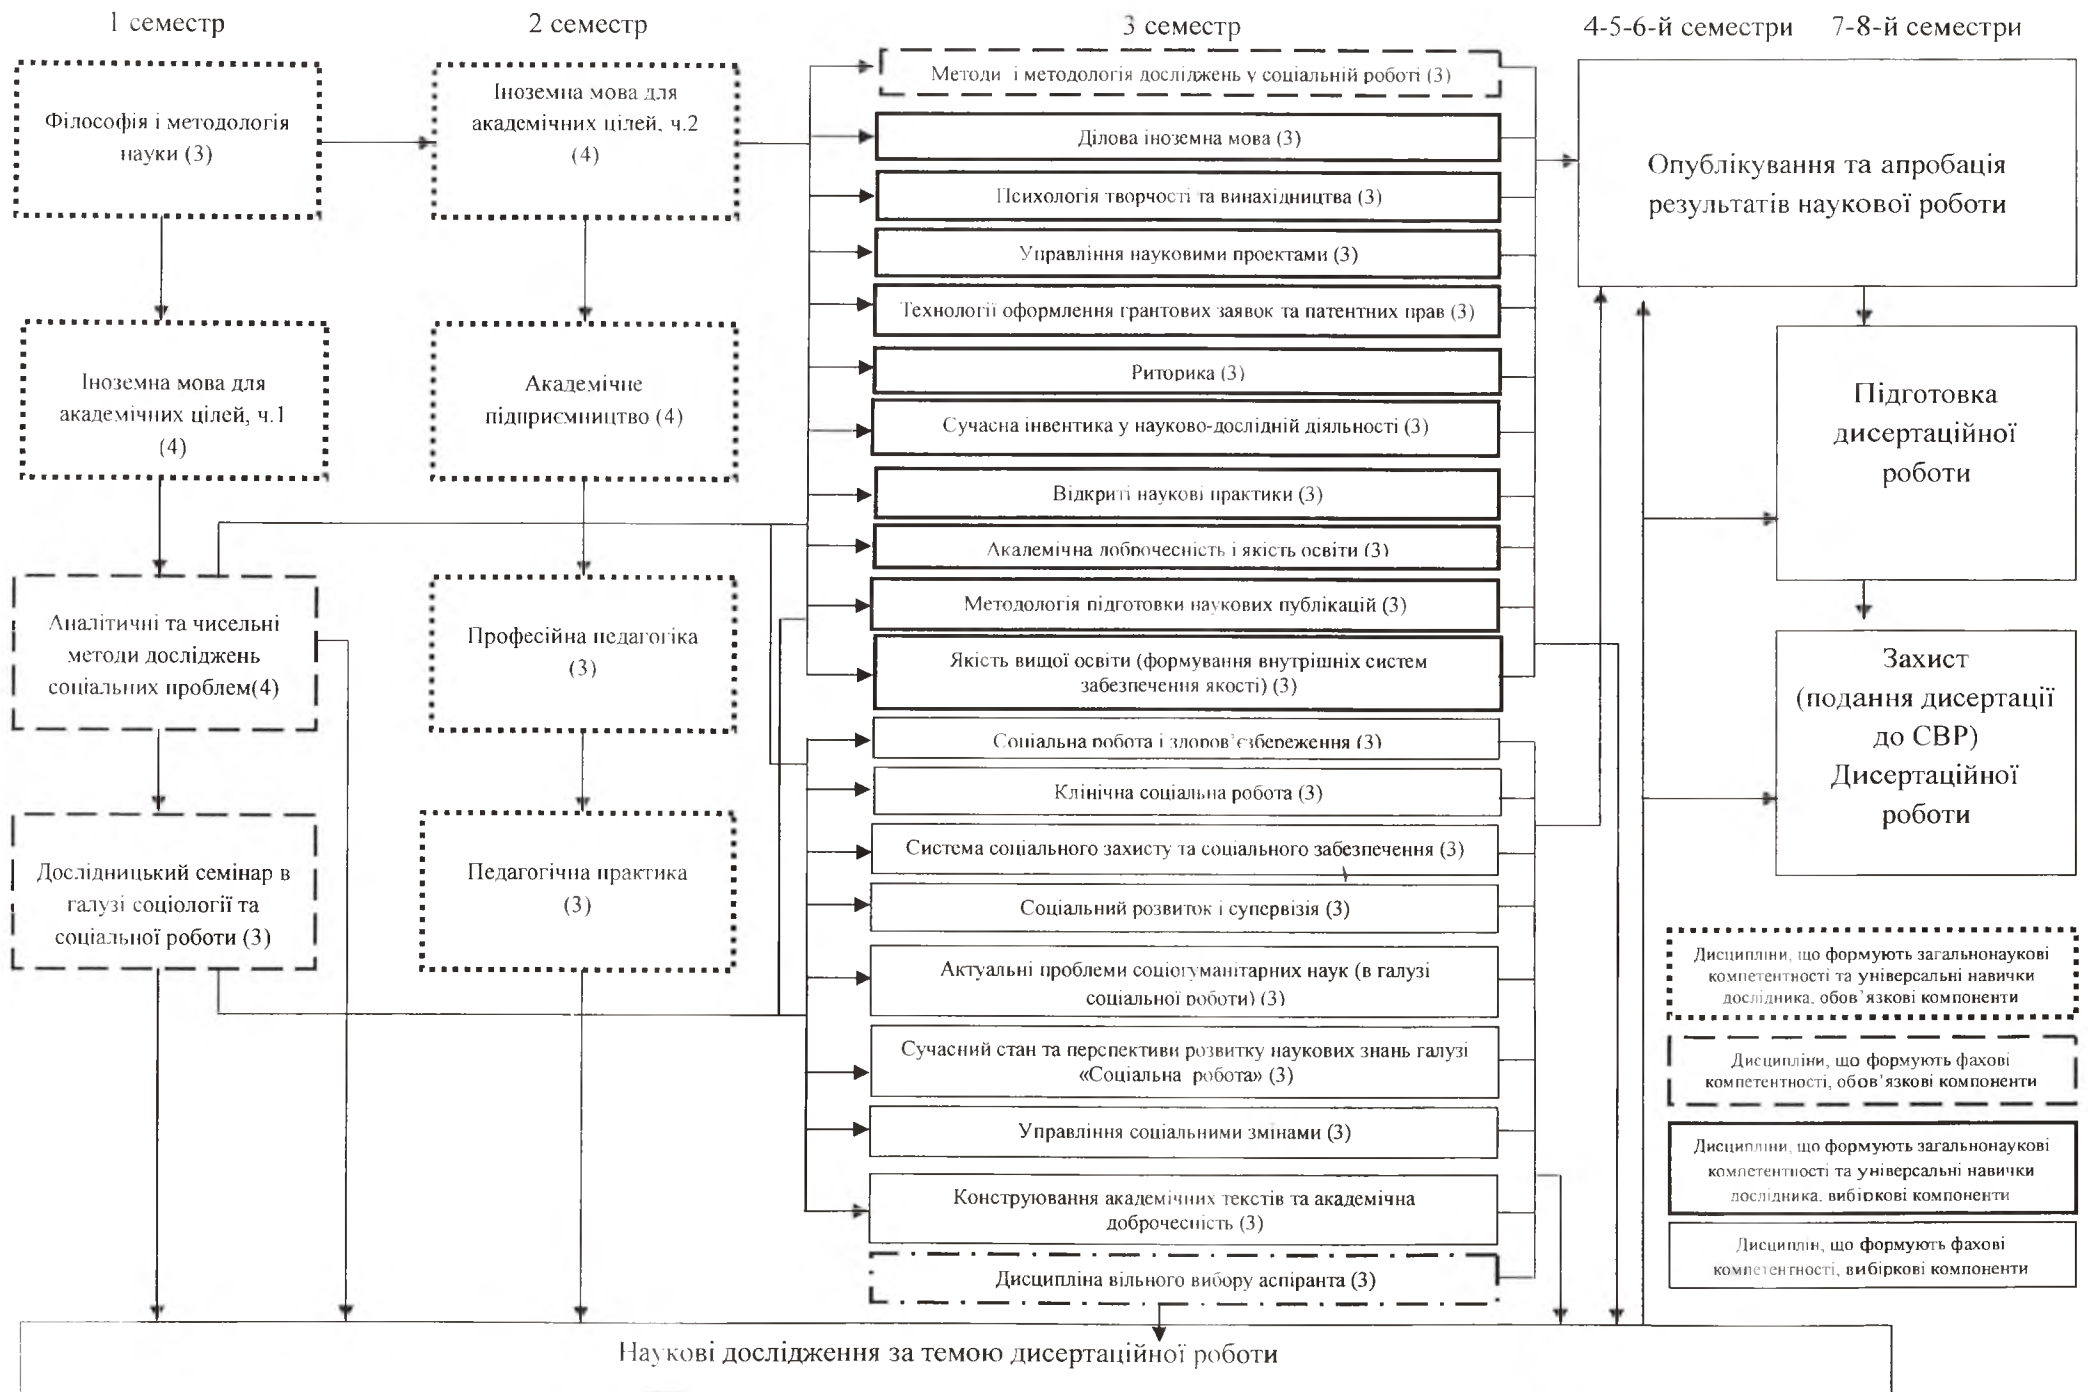 1 семестр
2 семестр
3 семестр
4-5-6-й семестри
7-8-й семестри
Філософія і методологія
науки (3)
Іноземна мова для
академічних цілей, ч.1
(4)
Аналітичні та чисельні
методи досліджень
соціальних проблем(4)
Дослідницький семінар в
галузі соціології та
соціальної роботи (3)
Іноземна мова для
академічних цілей, ч.2
(4)
Академічне
підприємництво (4)
Професійна педагогіка
(3)
Педагогічна практика
(3)
Методи і методологія досліджень у соціальній роботі (3)
Ділова іноземна мова (3)
Психологія творчості та винахідництва (3)
Управління науковими проектами (3)
Технології оформлення грантових заявок та патентних прав (3)
Риторика (3)
Сучасна інвентика у науково-дослідній діяльності (3)
Відкриті наукові практики (3)
Академічна доброчесність і якість освіти (3)
Методологія підготовки наукових публікацій (3)
Якість вищої освіти (формування внутрішніх систем
забезпечення якості) (3)
Соціальна робота і здоров’язбереження (3)
Клінічна соціальна робота (3)
Система соціального захисту та соціального забезпечення (3)
Соціальний розвиток і супервізія (3)
Актуальні проблеми соціогуманітарних наук (в галузі
соціальної роботи) (3)
Сучасний стан та перспективи розвитку наукових знань галузі
«Соціальна робота» (3)
Управління соціальними змінами (3)
Конструювання академічних текстів та академічна
доброчесність (3)
Дисципліна вільного вибору аспіранта (3)
Опублікування та апробація
результатів наукової роботи
Підготовка
дисертаційної
роботи
Захист
(подання дисертації
до СВР)
Дисертаційної
роботи
Дисципліни, що формують загальнонаукові
компетентності та універсальні навички
дослідника, обов’язкові компоненти
Дисципліни, що формують фахові
компетентності, обов’язкові компоненти
Дисципліни, що формують загальнонаукові
компетентності та універсальні навички
дослідника, вибіркові компоненти
Дисциплін, що формують фахові
компетентності, вибіркові компоненти
Наукові дослідження за темою дисертаційної роботи